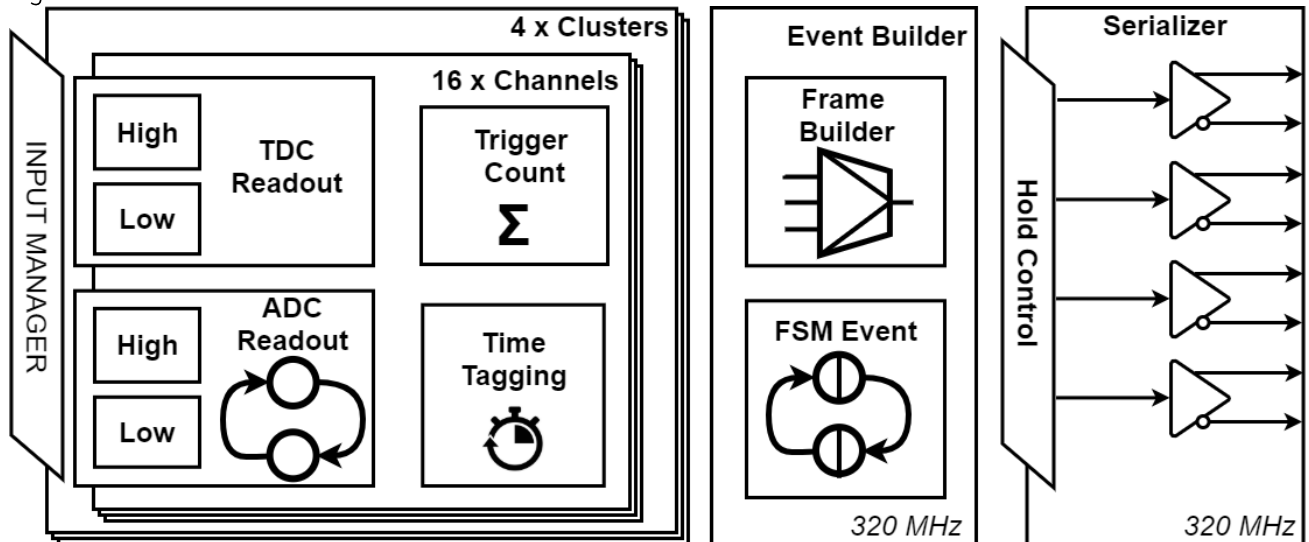 4 x Clusters
16 x Channels
INPUT MANAGER
High
Low
TDC
Readout
Trigger
Count
Σ
High
Low
ADC
Readout
Time
Tagging
Event Builder
Frame
Builder
FSM Event
320 MHz
Serializer
Hold Control
320 MHz